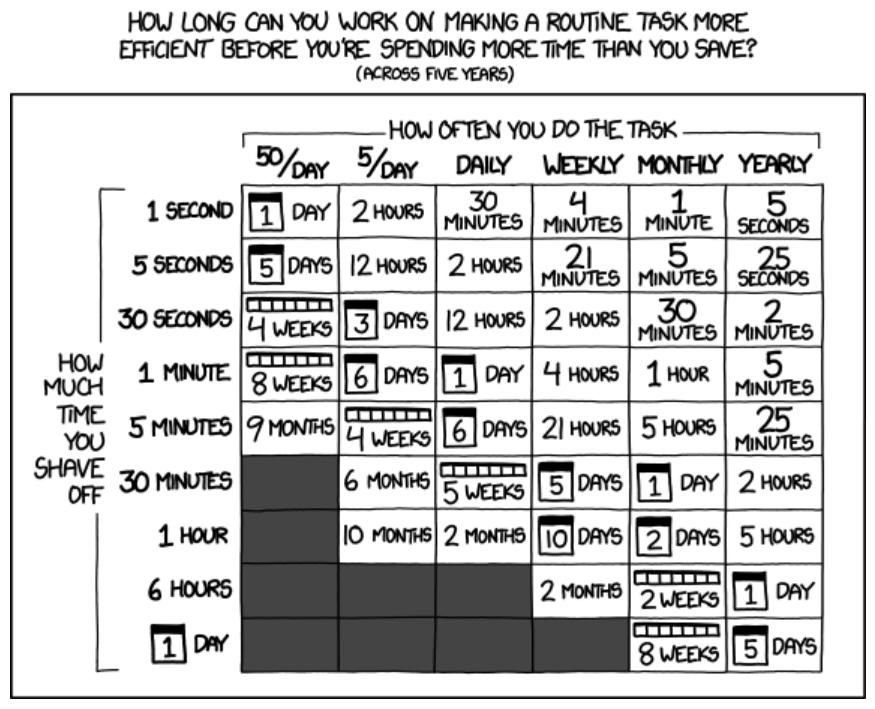 HOW LONG CAN YOU WORK ON MAKING A ROUTINE TASK MORE
EFFICIENT BEFORE YOU'RE SPENDING MORE TIME THAN YOU SAVE?
(ACROSS FIVE YEARS)
HOW OFTEN YOU DO THE TASK
50/DAY 5/DAY DAILY WEEKLY MONTHLY YEARLY
HOW
MUCH
TIME
YOU
SHAVE
OFF
1 SECOND 1 DAY 2 HOURS 30 MINUTES 4 MINUTES 1 MINUTE 5 SECONDS
5 SECONDS 5 DAYS 12 HOURS 2 HOURS 21 MINUTES 5 MINUTES 25 SECONDS
30 SECONDS 4 WEEKS 3 DAYS 12 HOURS 2 HOURS 30 MINUTES 2 MINUTES
1 MINUTE 8 WEEKS 6 DAYS 1 DAY 4 HOURS 1 HOUR 5 MINUTES
5 MINUTES 9 MONTHS 4 WEEKS 6 DAYS 21 HOURS 5 HOURS 25 MINUTES
30 MINUTES 6 MONTHS 5 WEEKS 5 DAYS 1 DAY 2 HOURS
1 HOUR 10 MONTHS 2 MONTHS 10 DAYS 2 DAYS 5 HOURS
6 HOURS 2 MONTHS 2 WEEKS 1 DAY
1 DAY 8 WEEKS 5 DAYS